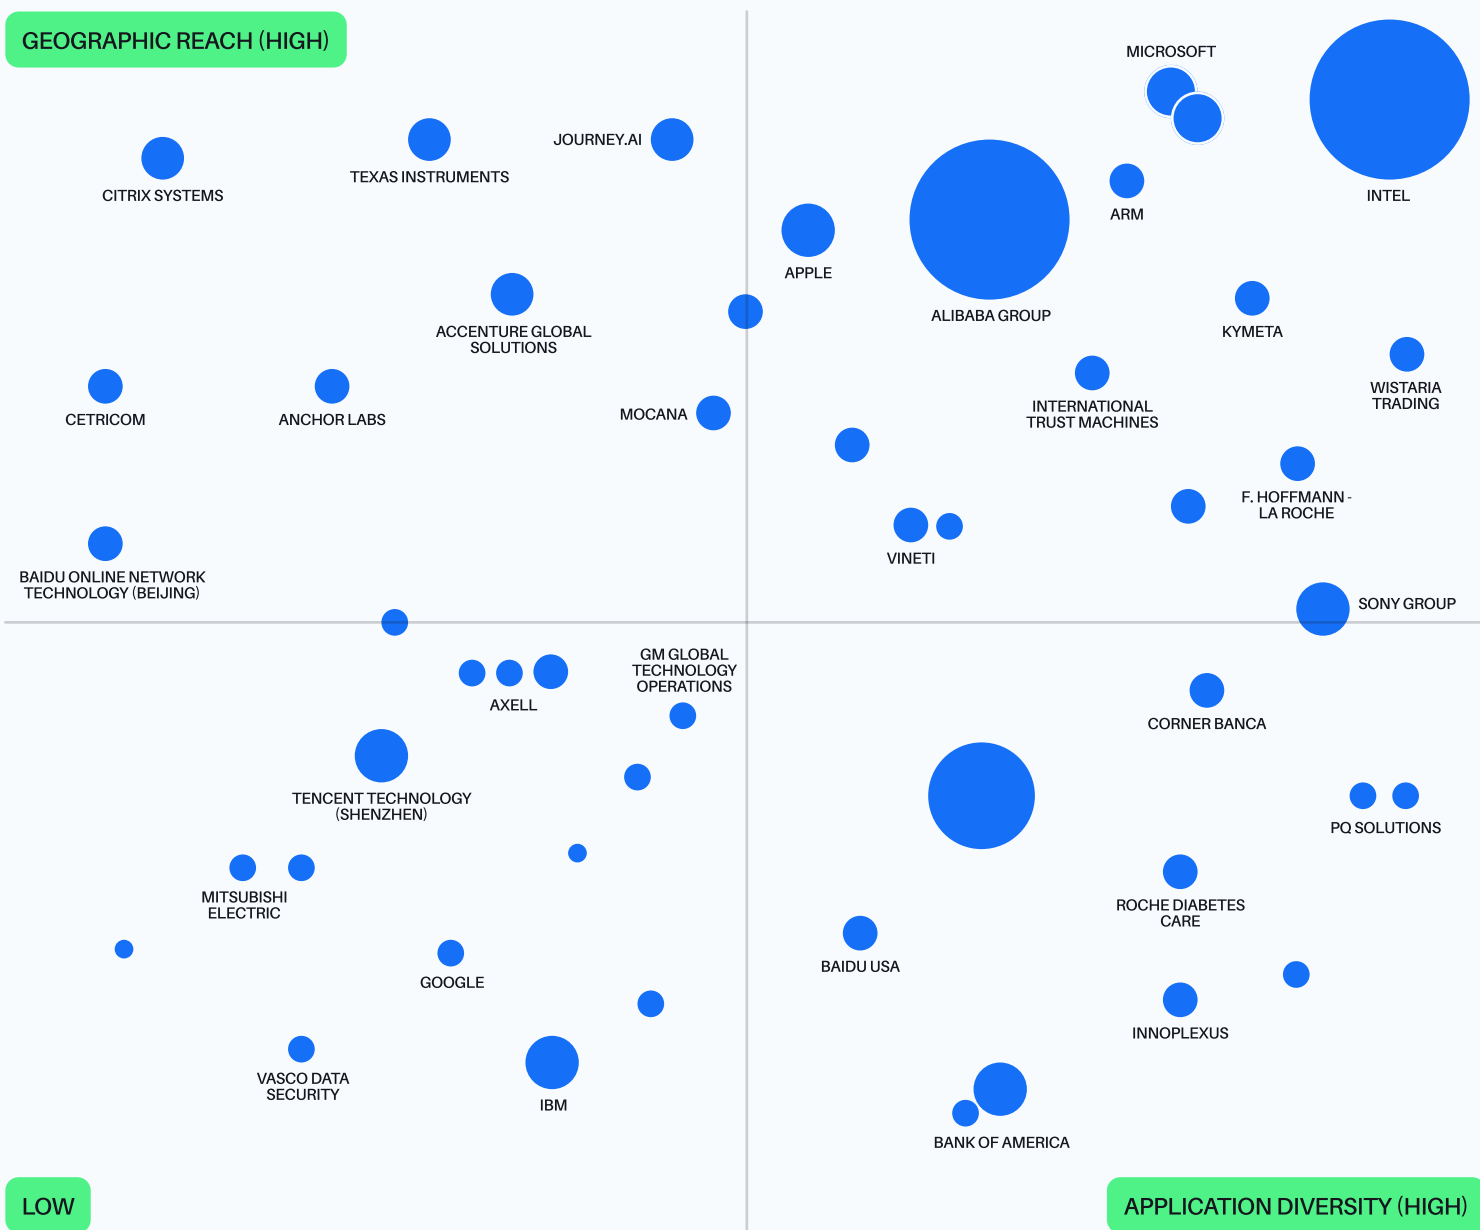 GEOGRAPHIC REACH (HIGH)
MICROSOFT
JOURNEY.AI
TEXAS INSTRUMENTS
CITRIX SYSTEMS
INTEL
ARM
APPLE
ALIBABA GROUP
ACCENTURE GLOBAL
SOLUTIONS
KYMETA
WISTARIA
TRADING
INTERNATIONAL
TRUST MACHINES
CETRICOM
ANCHOR LABS
MOCANA
F. HOFFMANN -
LA ROCHE
VINETI
BAIDU ONLINE NETWORK
TECHNOLOGY (BEIJING)
SONY GROUP
GM GLOBAL
TECHNOLOGY
OPERATIONS
AXELL
CORNER BANCA
TENCENT TECHNOLOGY
(SHENZHEN)
PQ SOLUTIONS
MITSUBISHI
ELECTRIC
ROCHE DIABETES
CARE
BAIDU USA
GOOGLE
INNOPLEXUS
VASCO DATA
SECURITY
IBM
BANK OF AMERICA
LOW
APPLICATION DIVERSITY (HIGH)